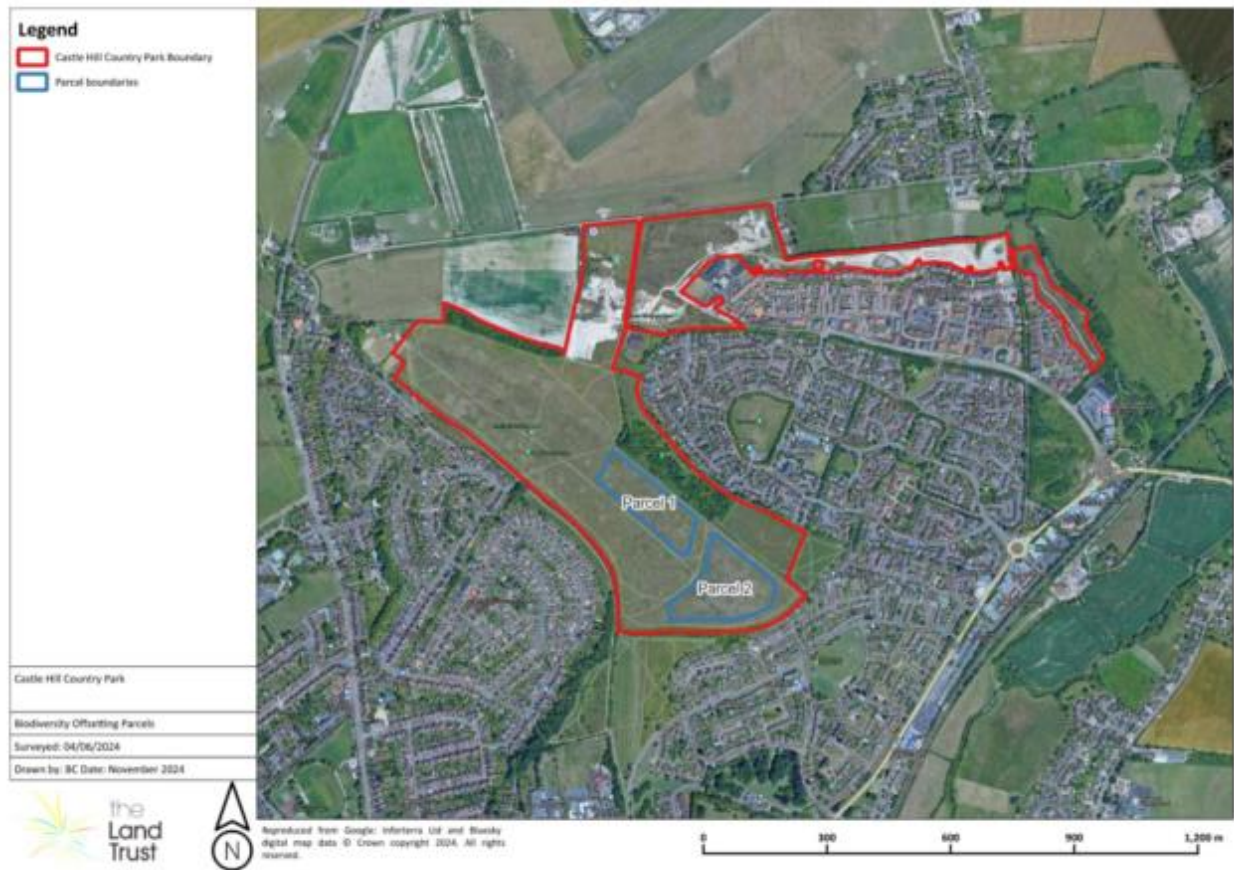 Legend
Castle Hill Country Park Boundary
Parcel boundaries
Parcel 1
Parcel 2
Castle Hill Country Park
Biodiversity Offsetting Parcels
Surveyed: 04/06/2024
Drawn by: BC Date: November 2024
the
Land
Trust
N
Reproduced from Google: Infoterra Ltd and Bluesky
digital map data © Crown copyright 2024. All rights
reserved.
0 300 600 900 1,200 m